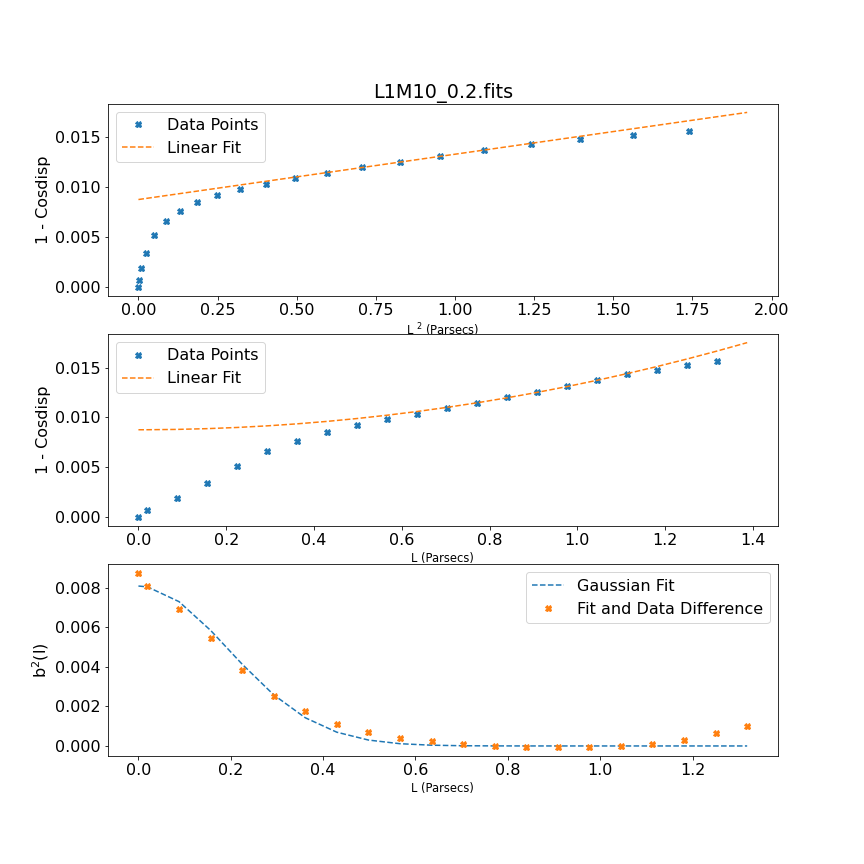 L1M10_0.2.fits
Data Points
Linear Fit
1 - Cosdisp
0.015
0.010
0.005
0.000
0.00 0.25 0.50 0.75 1.00 1.25 1.50 1.75 2.00
L ² (Parsecs)
Data Points
Linear Fit
1 - Cosdisp
0.015
0.010
0.005
0.000
0.0 0.2 0.4 0.6 0.8 1.0 1.2 1.4
L (Parsecs)
Gaussian Fit
Fit and Data Difference
b²(l)
0.008
0.006
0.004
0.002
0.000
0.0 0.2 0.4 0.6 0.8 1.0 1.2
L (Parsecs)